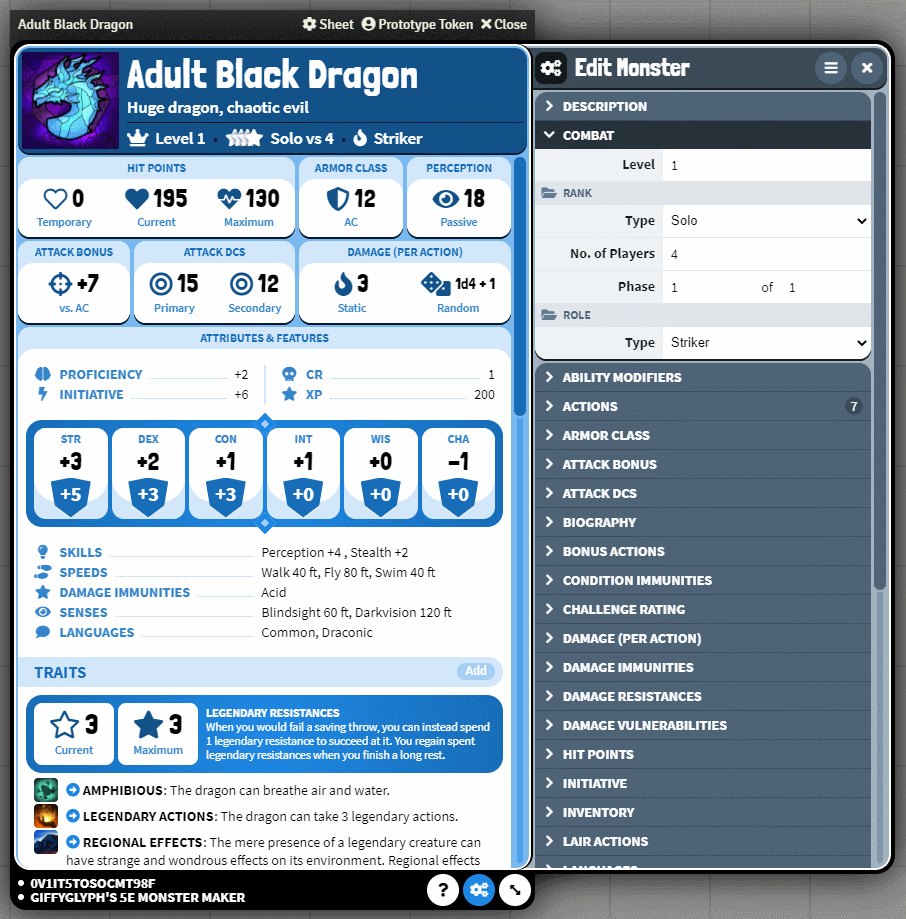 Adult Black Dragon Sheet Prototype Token Close
Adult Black Dragon
Huge dragon, chaotic evil
Level 1 · Solo vs 4 · Striker
HIT POINTS
0 195 130
Temporary Current Maximum
ARMOR CLASS
12
AC
PERCEPTION
18
Passive
ATTACK BONUS
+7
vs. AC
ATTACK DCS
15 12
Primary Secondary
DAMAGE (PER ACTION)
3 1d4 + 1
Static Random
ATTRIBUTES & FEATURES
PROFICIENCY +2
INITIATIVE +6
CR 1
XP 200
STR DEX CON INT WIS CHA
+3 +2 +1 +1 +0 −1
+5 +3 +3 +0 +0 +0
SKILLS Perception +4 , Stealth +2
SPEEDS Walk 40 ft, Fly 80 ft, Swim 40 ft
DAMAGE IMMUNITIES Acid
SENSES Blindsight 60 ft, Darkvision 120 ft
LANGUAGES Common, Draconic
TRAITS Add
3 3
Current Maximum
LEGENDARY RESISTANCES
When you would fail a saving throw, you can instead spend
1 legendary resistance to succeed at it. You regain spent
legendary resistances when you finish a long rest.
AMPHIBIOUS: The dragon can breathe air and water.
LEGENDARY ACTIONS: The dragon can take 3 legendary actions.
REGIONAL EFFECTS: The mere presence of a legendary creature can
have strange and wondrous effects on its environment. Regional effects
• 0V1IT5TOSOCMT98F
• GIFFYGLYPH'S 5E MONSTER MAKER
?
Edit Monster
DESCRIPTION
COMBAT
Level 1
RANK
Type Solo
No. of Players 4
Phase 1 of 1
ROLE
Type Striker
ABILITY MODIFIERS
ACTIONS 7
ARMOR CLASS
ATTACK BONUS
ATTACK DCS
BIOGRAPHY
BONUS ACTIONS
CONDITION IMMUNITIES
CHALLENGE RATING
DAMAGE (PER ACTION)
DAMAGE IMMUNITIES
DAMAGE RESISTANCES
DAMAGE VULNERABILITIES
HIT POINTS
INITIATIVE
INVENTORY
LAIR ACTIONS
LANGUAGES